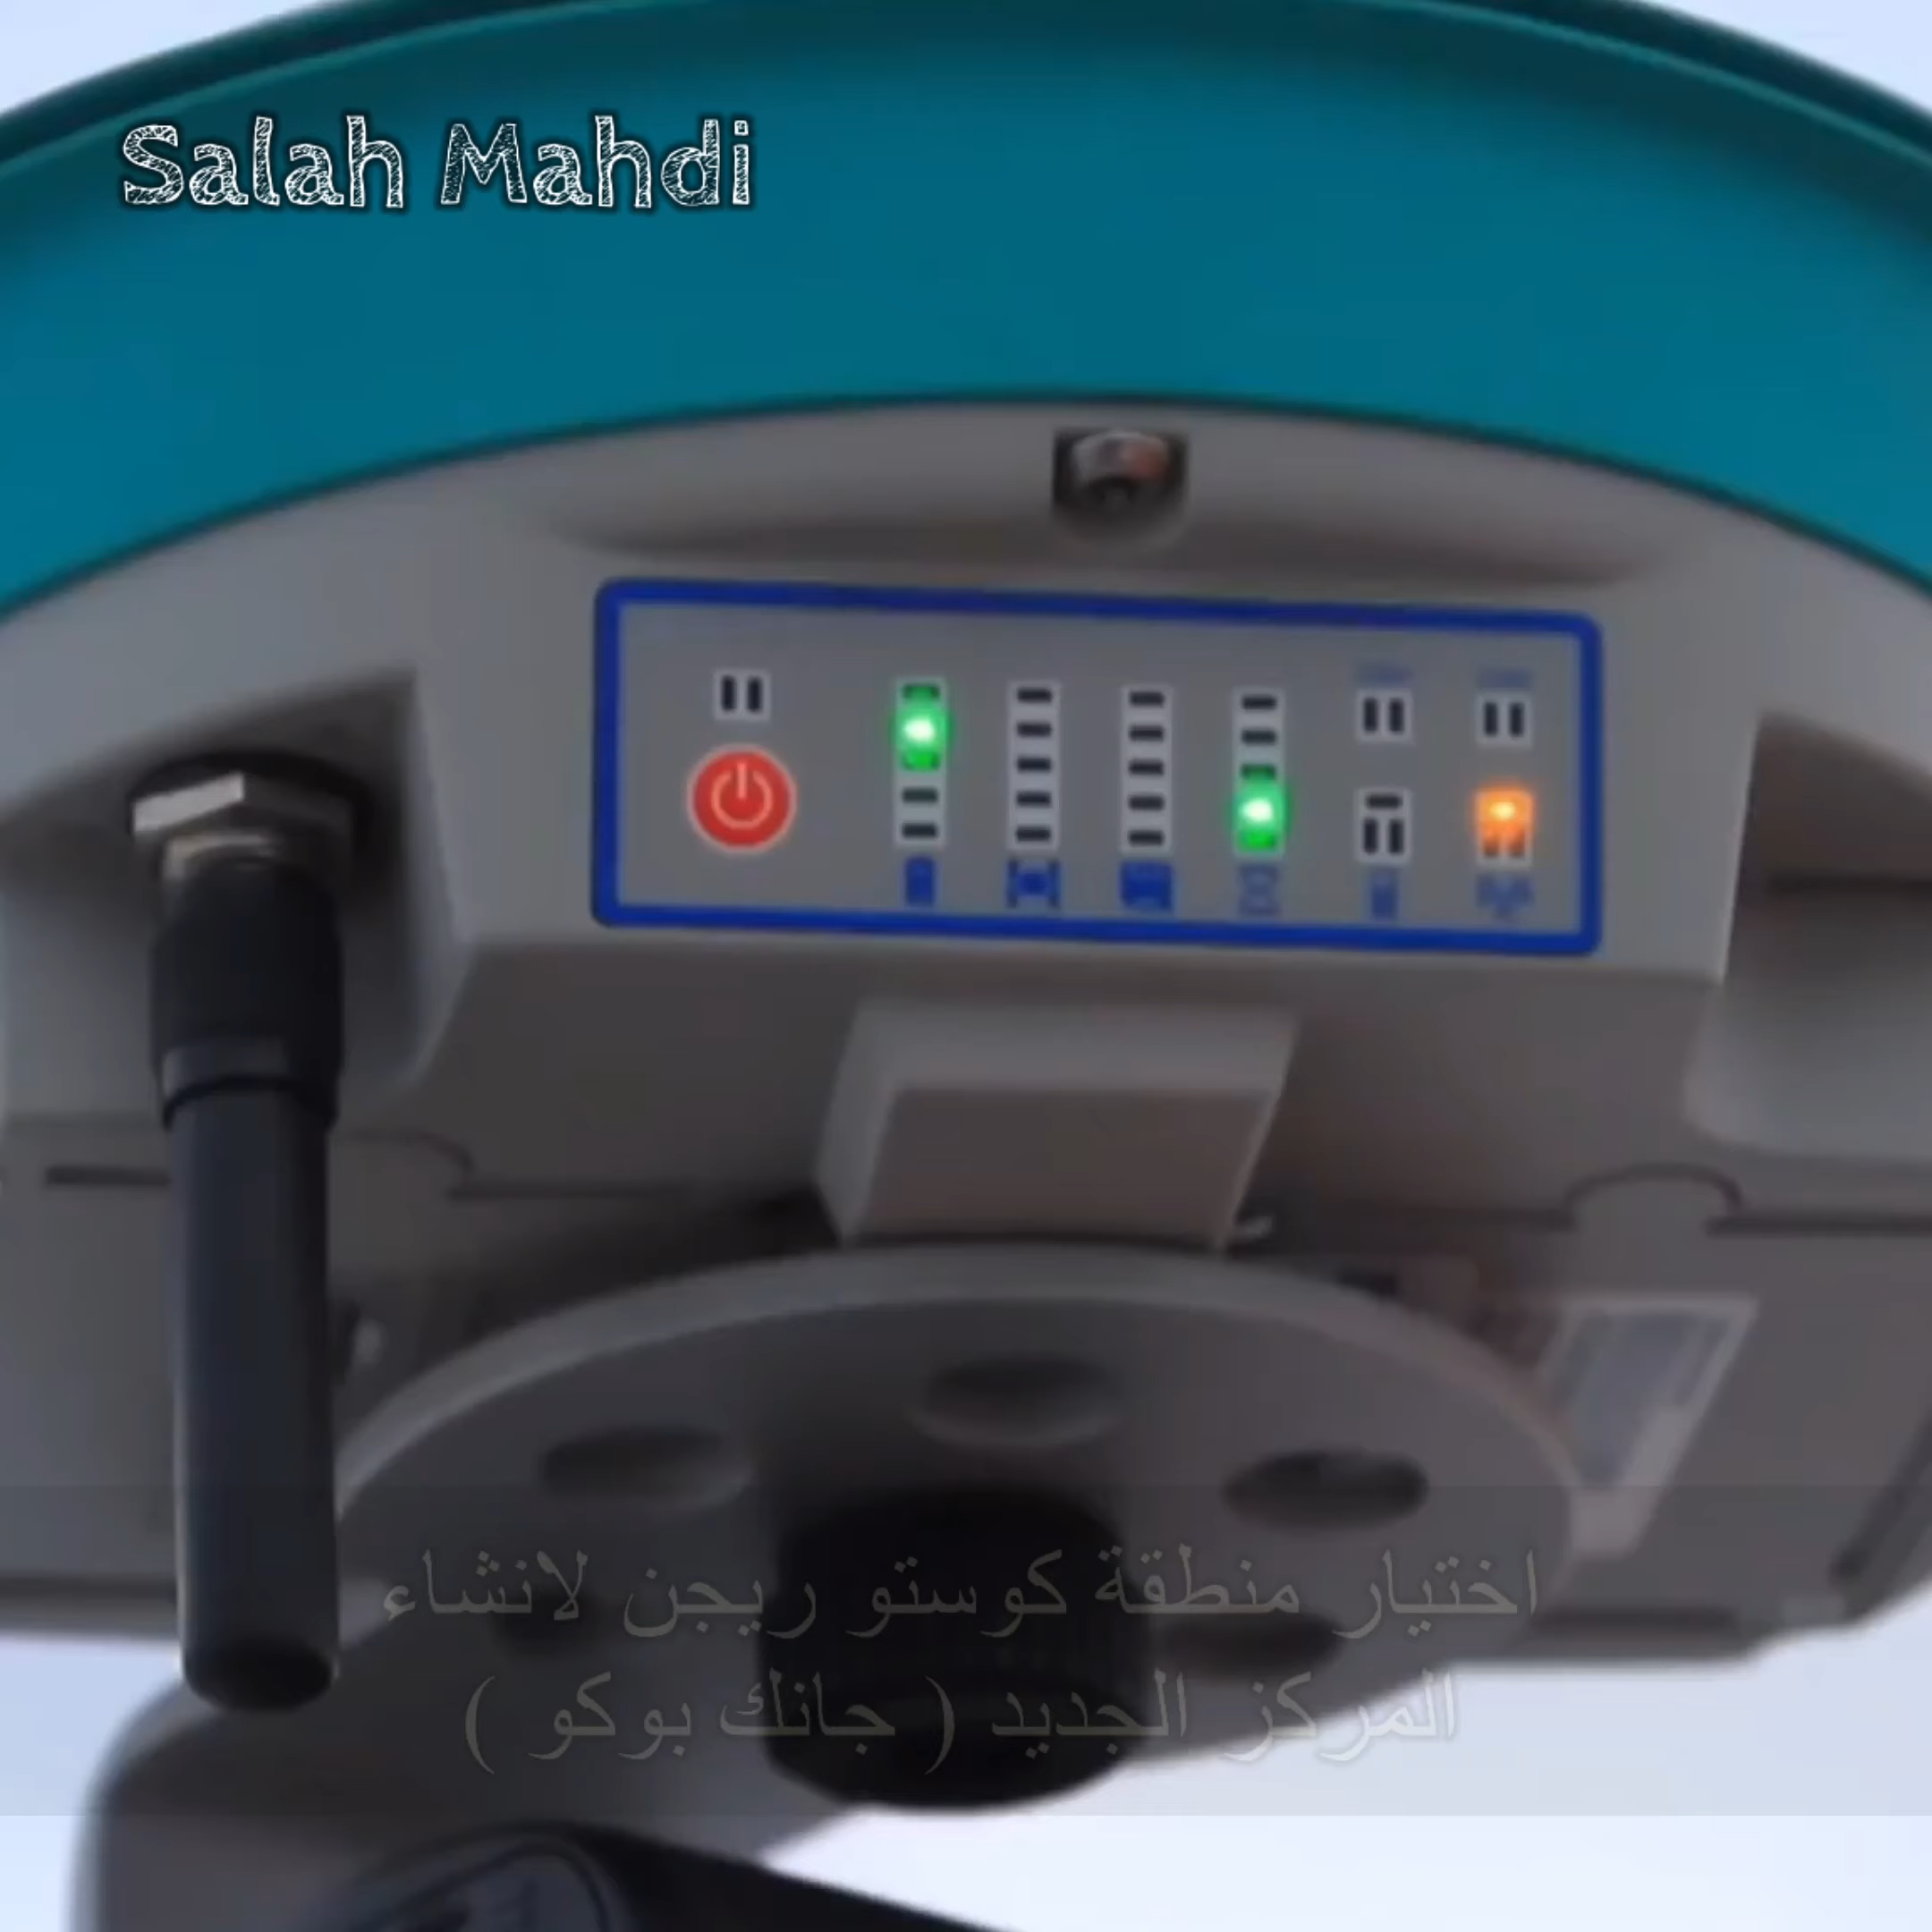 Salah Mahdi
اختيار منطقة كوستو ريجن لانشاء
المركز الجديد ( جانك بوكو )